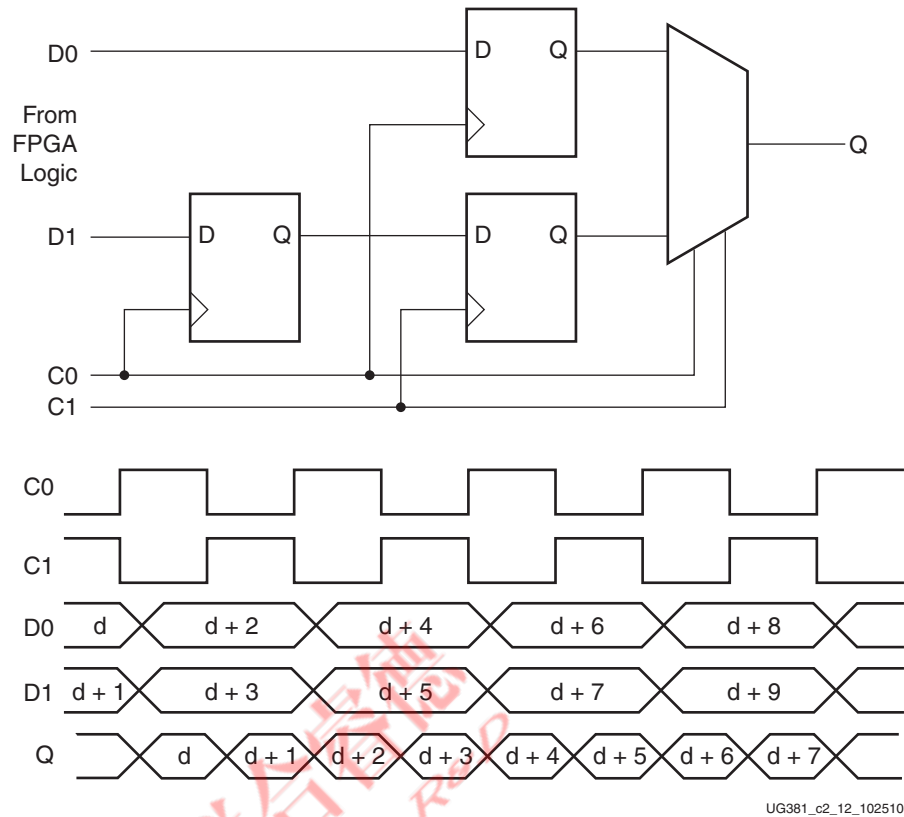 D0
D Q
From
FPGA
Logic
Q
D1
D Q
D Q
C0
C1
C0
C1
D0 d d + 2 d + 4 d + 6 d + 8
D1 d + 1 d + 3 d + 5 d + 7 d + 9
Q d d + 1 d + 2 d + 3 d + 4 d + 5 d + 6 d + 7
R&D
UG381_c2_12_102510